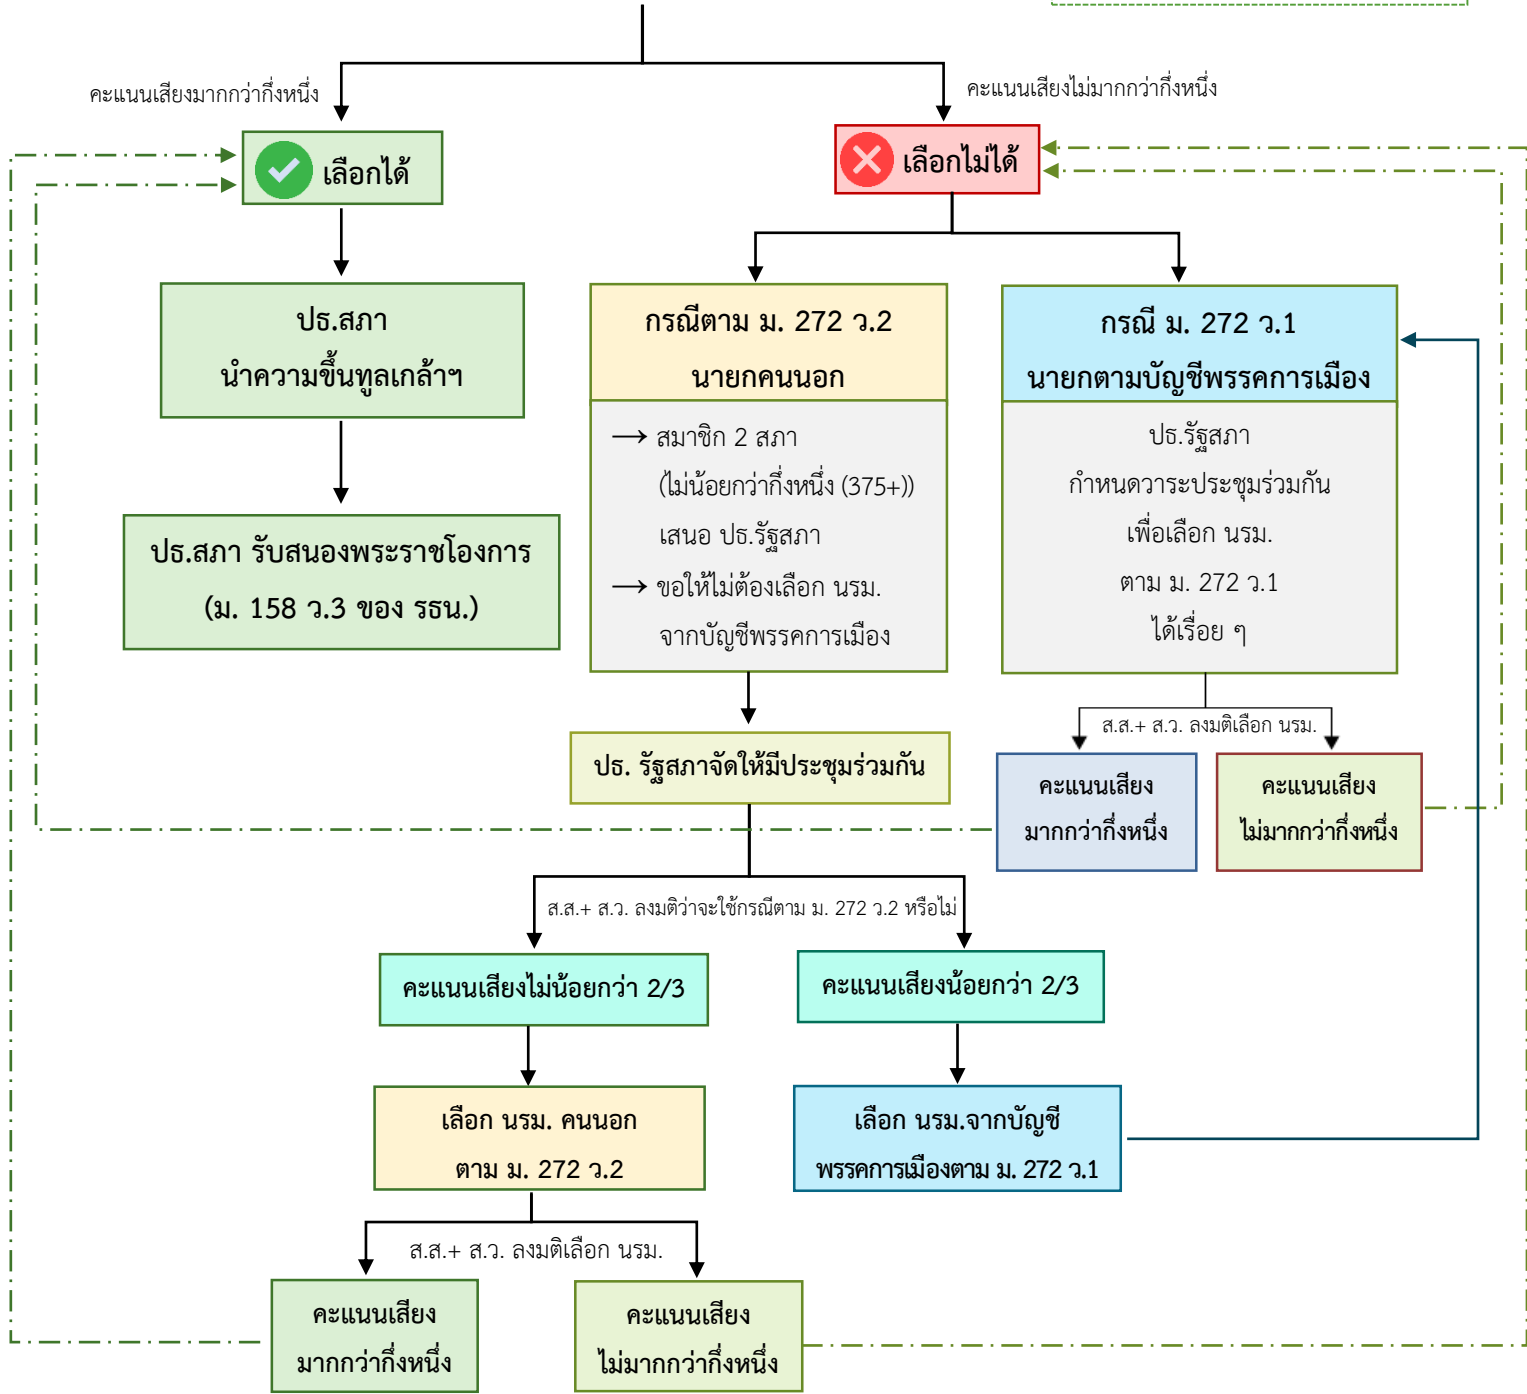 คะแนนเสียงมากกว่ากึ่งหนึ่ง
คะแนนเสียงไม่มากกว่ากึ่งหนึ่ง
เลือกได้
เลือกไม่ได้
ปธ.สภา
นำความขึ้นทูลเกล้าฯ
ปธ.สภา รับสนองพระราชโองการ
(ม. 158 ว.3 ของ รธน.)
กรณีตาม ม. 272 ว.2
นายกคนนอก
→ สมาชิก 2 สภา
(ไม่น้อยกว่ากึ่งหนึ่ง (375+))
เสนอ ปธ.รัฐสภา
→ ขอให้ไม่ต้องเลือก นรม.
จากบัญชีพรรคการเมือง
กรณี ม. 272 ว.1
นายกตามบัญชีพรรคการเมือง
ปธ.รัฐสภา
กำหนดวาระประชุมร่วมกัน
เพื่อเลือก นรม.
ตาม ม. 272 ว.1
ได้เรื่อย ๆ
ส.ส.+ ส.ว. ลงมติเลือก นรม.
คะแนนเสียง
มากกว่ากึ่งหนึ่ง
คะแนนเสียง
ไม่มากกว่ากึ่งหนึ่ง
ปธ. รัฐสภาจัดให้มีประชุมร่วมกัน
ส.ส.+ ส.ว. ลงมติว่าจะใช้กรณีตาม ม. 272 ว.2 หรือไม่
คะแนนเสียงไม่น้อยกว่า 2/3
คะแนนเสียงน้อยกว่า 2/3
เลือก นรม. คนนอก
ตาม ม. 272 ว.2
เลือก นรม.จากบัญชี
พรรคการเมืองตาม ม. 272 ว.1
ส.ส.+ ส.ว. ลงมติเลือก นรม.
คะแนนเสียง
มากกว่ากึ่งหนึ่ง
คะแนนเสียง
ไม่มากกว่ากึ่งหนึ่ง